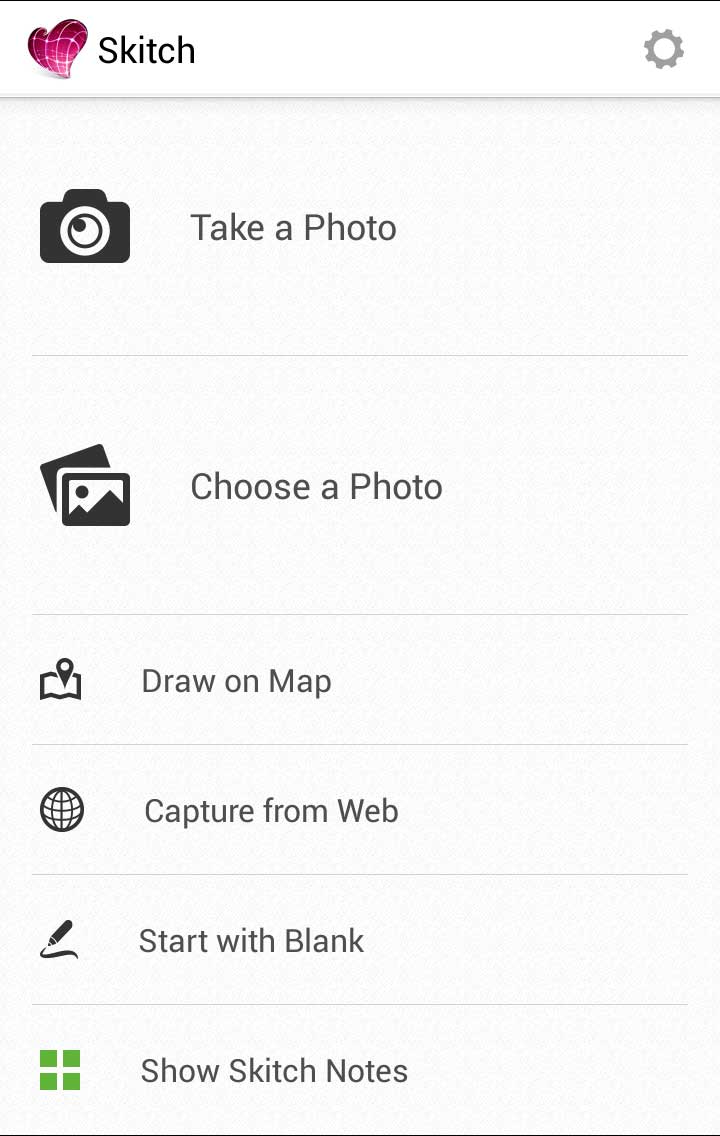 Skitch
Take a Photo
Choose a Photo
Draw on Map
Capture from Web
Start with Blank
Show Skitch Notes